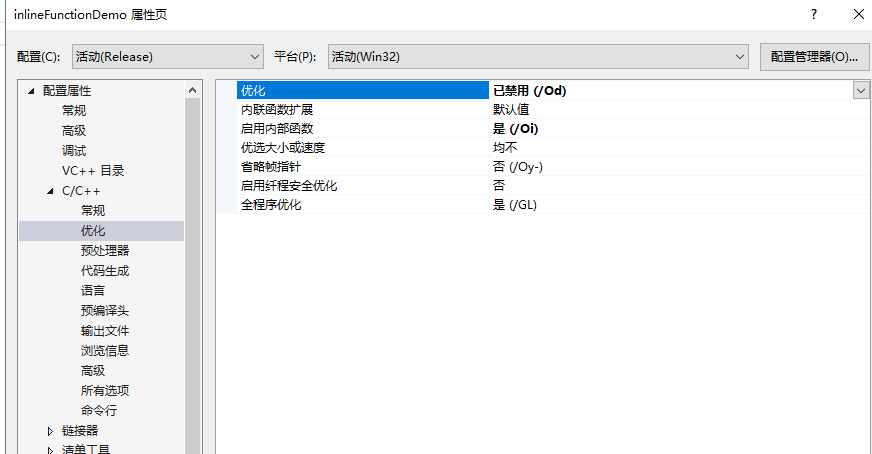 inlineFunctionDemo 属性页
配置(C): 活动(Release) 平台(P): 活动(Win32) 配置管理器(O)...
配置属性
常规
高级
调试
VC++ 目录
C/C++
常规
优化
预处理器
代码生成
语言
预编译头
输出文件
浏览信息
高级
所有选项
命令行
链接器
清单工具
优化 已禁用 (/Od)
内联函数扩展 默认值
启用内部函数 是 (/Oi)
优选大小或速度 均不
省略帧指针 否 (/Oy-)
启用纤程安全优化 否
全程序优化 是 (/GL)